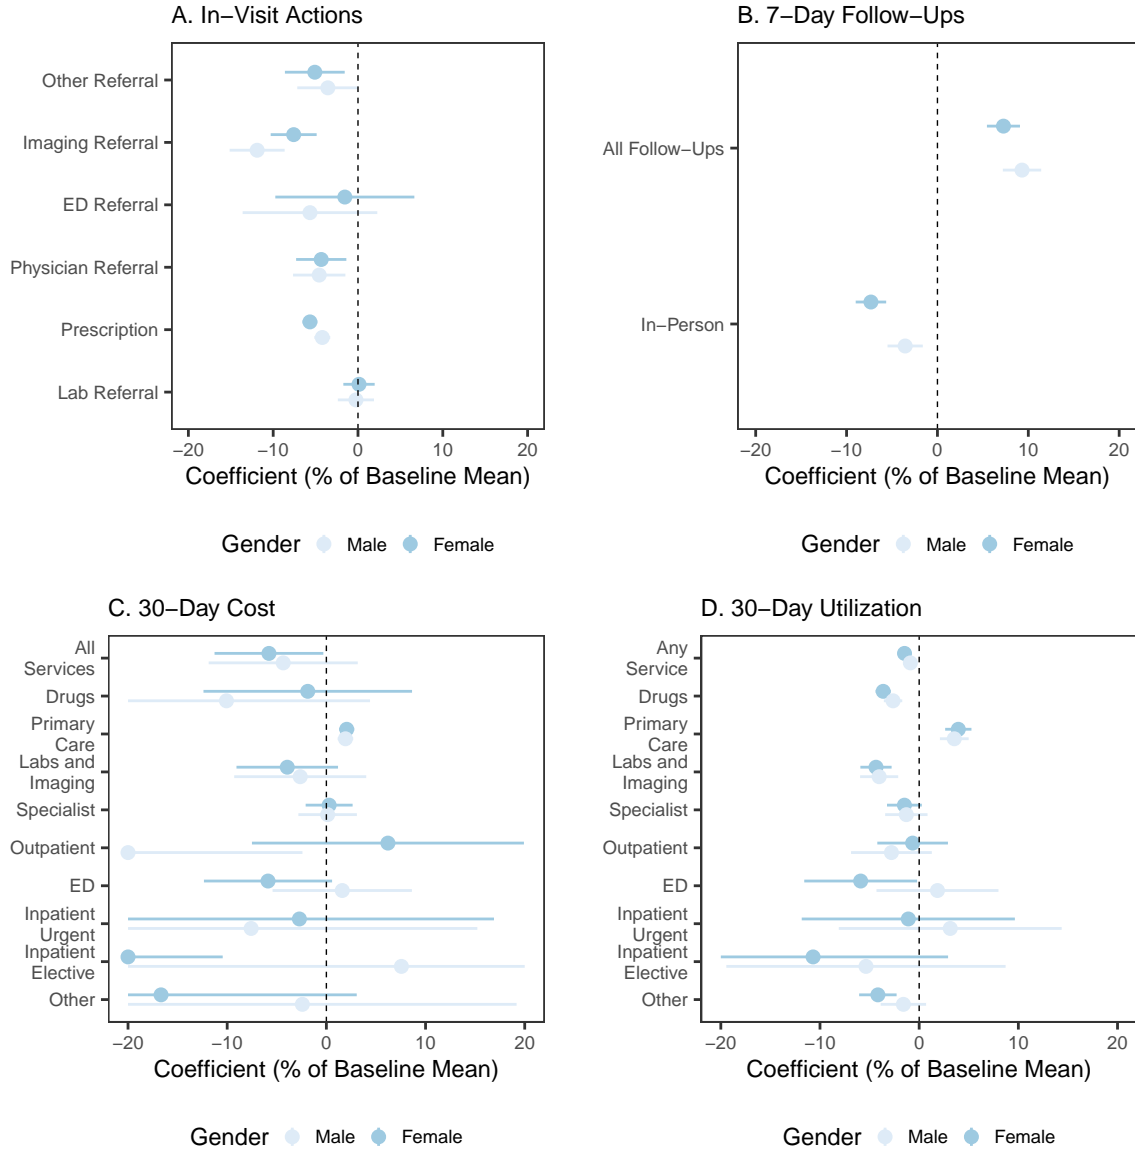 A. In−Visit Actions
Other Referral
Imaging Referral
ED Referral
Physician Referral
Prescription
Lab Referral
−20 −10 0 10 20
Coefficient (% of Baseline Mean)
Gender Male Female
B. 7−Day Follow−Ups
All Follow−Ups
In−Person
−20 −10 0 10 20
Coefficient (% of Baseline Mean)
Gender Male Female
C. 30−Day Cost
All
Services
Drugs
Primary
Care
Labs and
Imaging
Specialist
Outpatient
ED
Inpatient
Urgent
Inpatient
Elective
Other
−20 −10 0 10 20
Coefficient (% of Baseline Mean)
Gender Male Female
D. 30−Day Utilization
Any
Service
Drugs
Primary
Care
Labs and
Imaging
Specialist
Outpatient
ED
Inpatient
Urgent
Inpatient
Elective
Other
−20 −10 0 10 20
Coefficient (% of Baseline Mean)
Gender Male Female